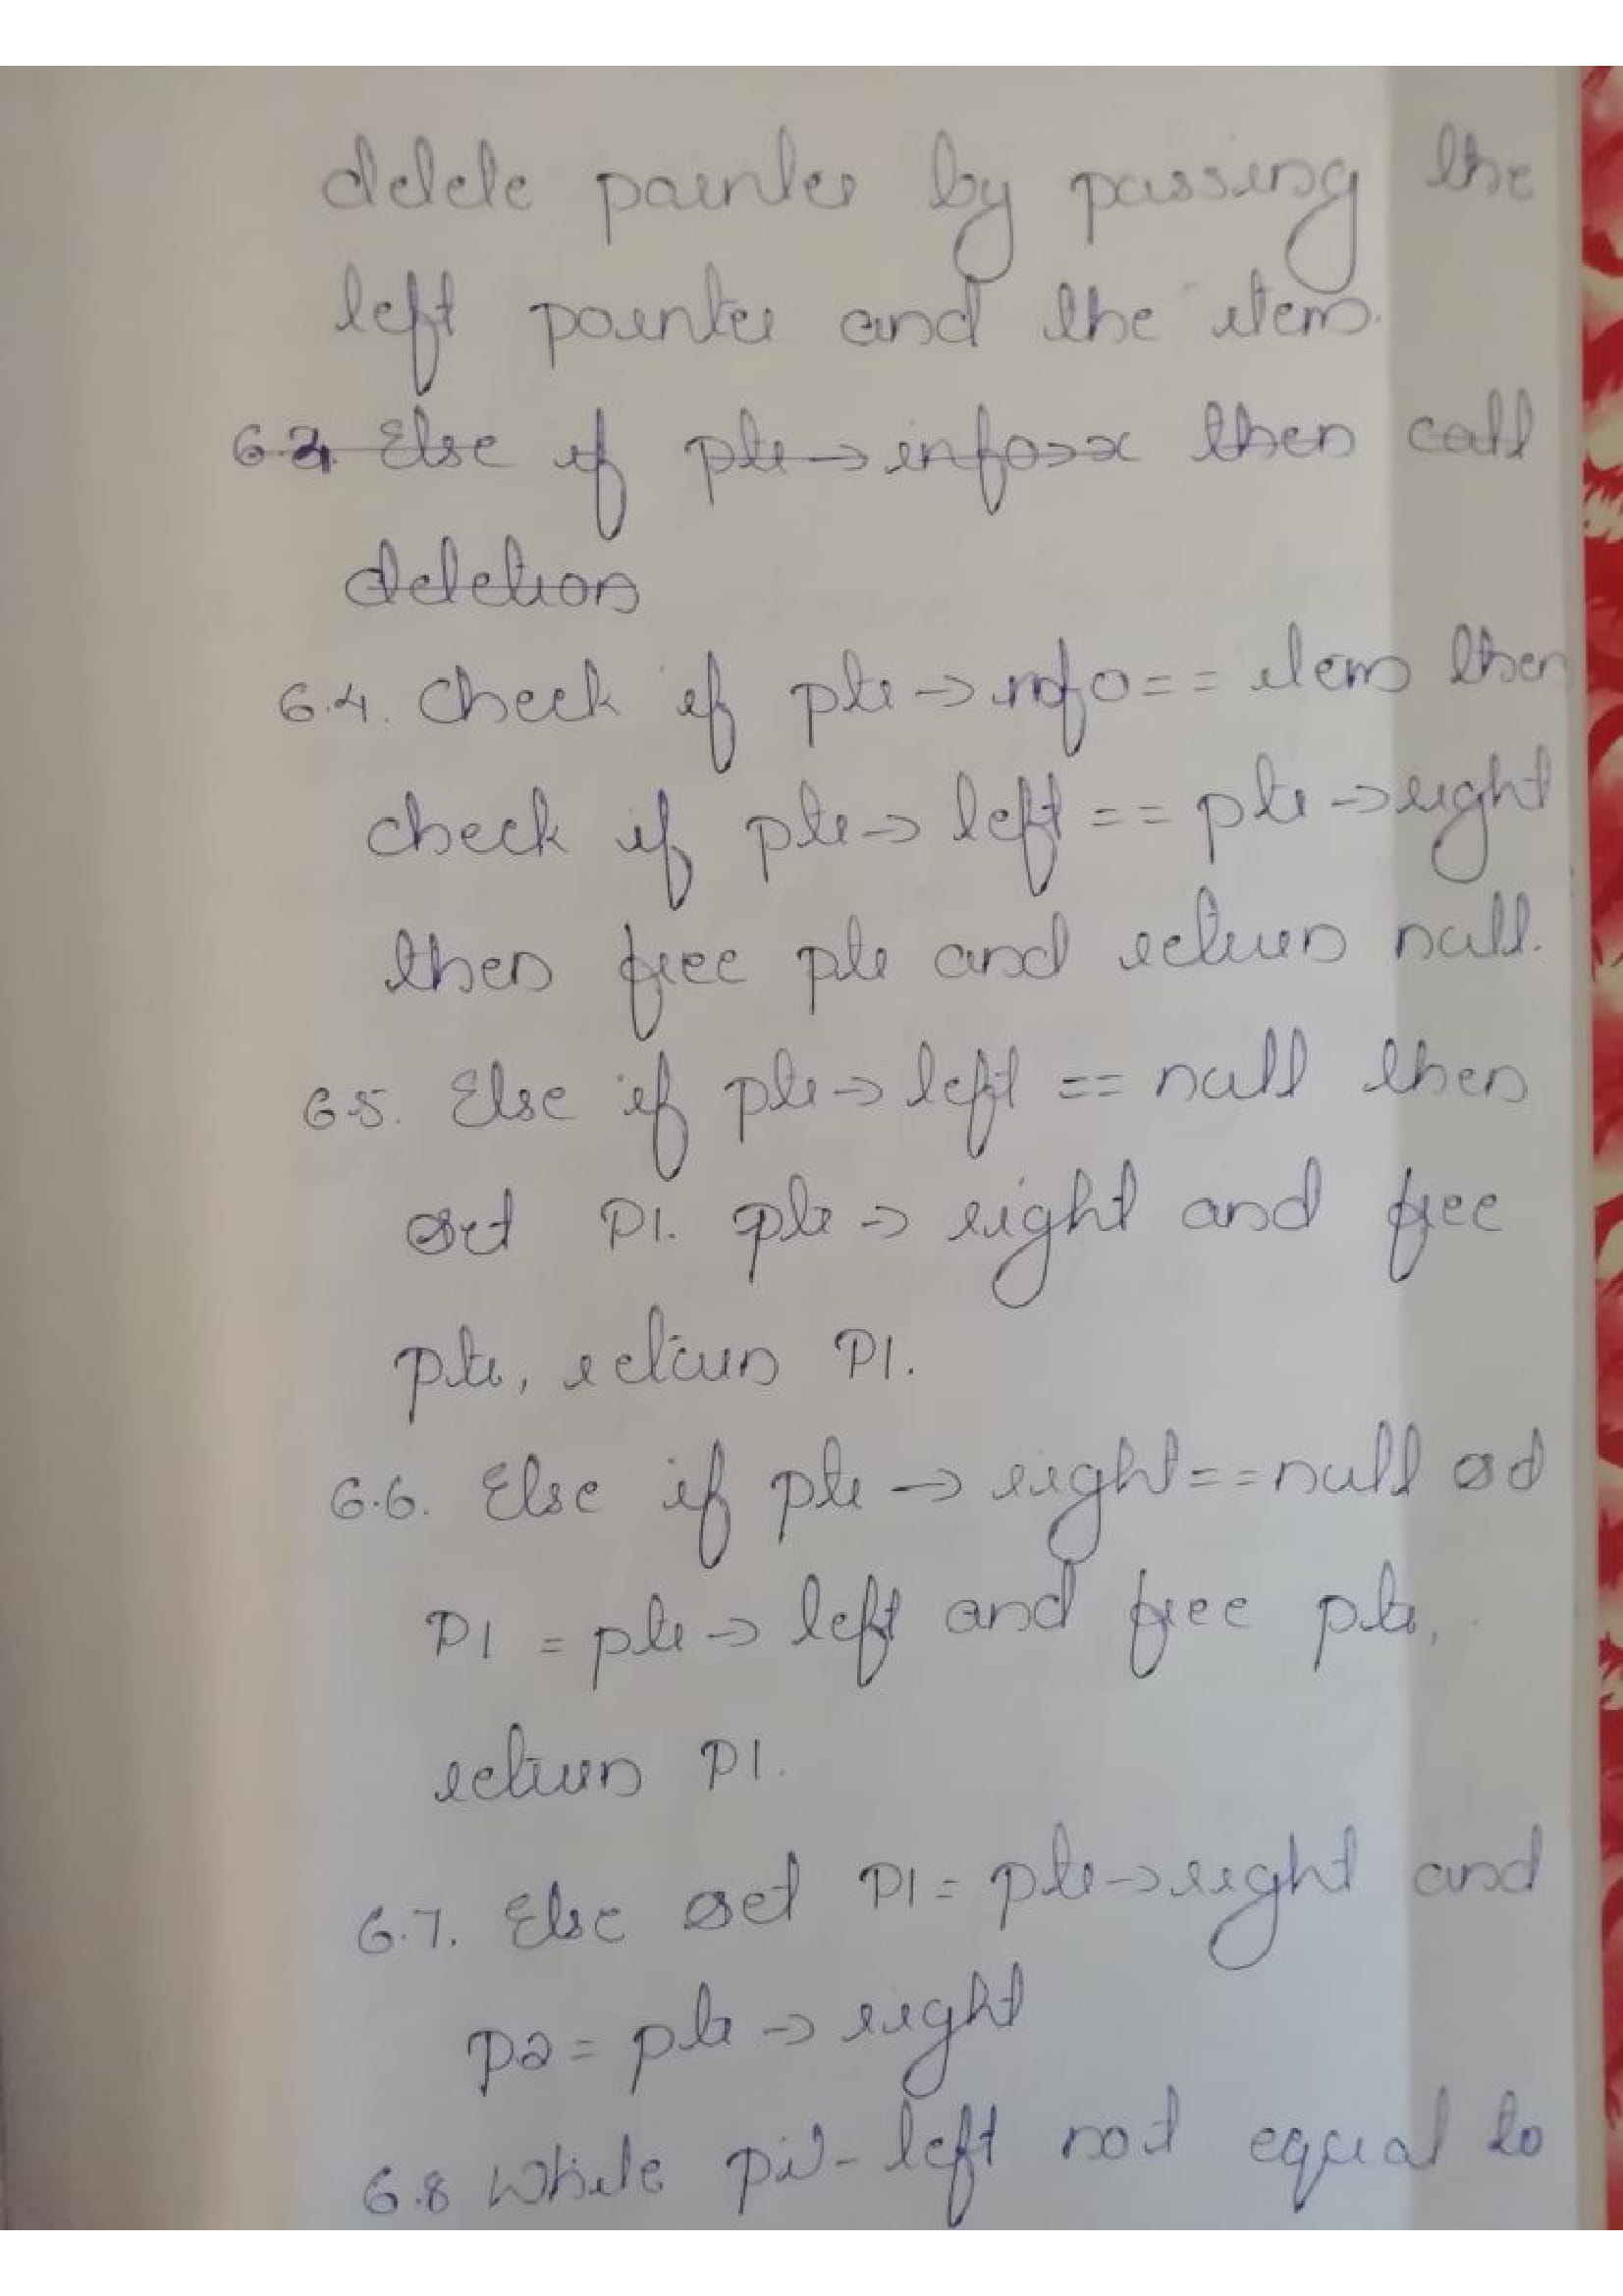 delete pointer by passing the
left pointer and the item.
6.3. Else if ptr → info>x then call
deletion
6.4. Check if ptr → info == item then
check if ptr → left == ptr → right
then free ptr and return null.
6.5. Else if ptr → left == null then
set P1. ptr → right and free
ptr, return P1.
6.6. Else if ptr → right == null set
P1 = ptr → left and free ptr,
return P1.
6.7. Else set P1 = ptr → right and
P2 = ptr → right
6.8 While left not equal to